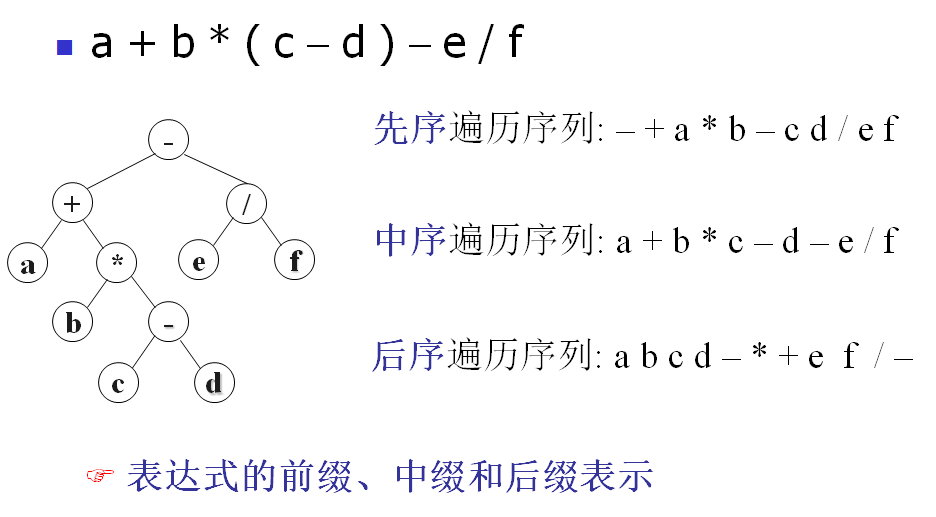 a + b * ( c – d ) – e / f
先序遍历序列: – + a * b – c d / e f
中序遍历序列: a + b * c – d – e / f
后序遍历序列: a b c d – * + e f / –
-
+ /
a * e f
b -
c d
☞ 表达式的前缀、中缀和后缀表示